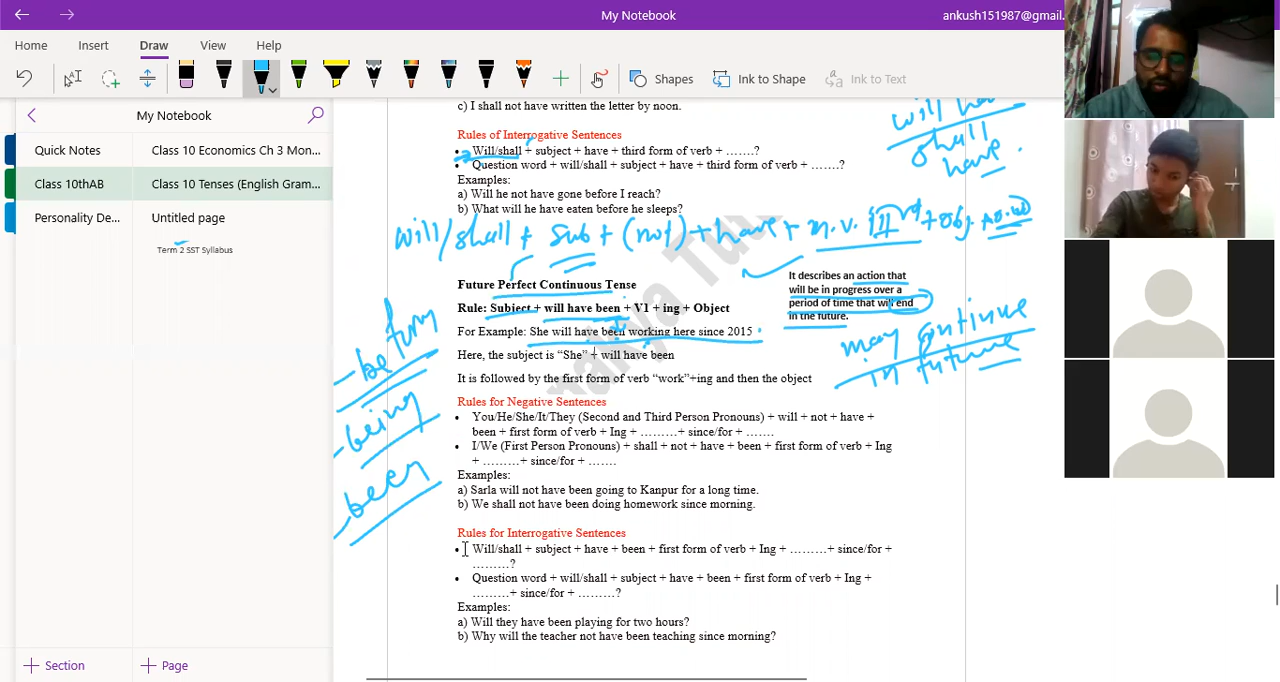 My Notebook
ankush151987@gmail.
Home Insert Draw View Help
Shapes Ink to Shape Ink to Text
My Notebook
Quick Notes
Class 10thAB
Personality De...
Class 10 Economics Ch 3 Mon...
Class 10 Tenses (English Gram...
Untitled page
Term 2 SST Syllabus
+ Section
+ Page
c) I shall not have written the letter by noon.
will have
shall
have.
Rules of Interrogative Sentences
• Will/shall + subject + have + third form of verb + …….?
• Question word + will/shall + subject + have + third form of verb + …….?
Examples:
a) Will he not have gone before I reach?
b) What will he have eaten before he sleeps?
will/shall + sub + (not) + have + m.v. IIIrd + obj.
Future Perfect Continuous Tense
Rule: Subject + will have been + V1 + ing + Object
For Example: She will have been working here since 2015
Here, the subject is “She” + will have been
It is followed by the first form of verb “work”+ing and then the object
It describes an action that
will be in progress over a
period of time that will end
in the future.
may continue
in future
- be form
- being
- been
Rules for Negative Sentences
• You/He/She/It/They (Second and Third Person Pronouns) + will + not + have +
been + first form of verb + Ing + ………+ since/for + …….
• I/We (First Person Pronouns) + shall + not + have + been + first form of verb + Ing
+ ………+ since/for + …….
Examples:
a) Sarla will not have been going to Kanpur for a long time.
b) We shall not have been doing homework since morning.
Rules for Interrogative Sentences
• Will/shall + subject + have + been + first form of verb + Ing + ………+ since/for +
………?
• Question word + will/shall + subject + have + been + first form of verb + Ing +
………+ since/for + ………?
Examples:
a) Will they have been playing for two hours?
b) Why will the teacher not have been teaching since morning?